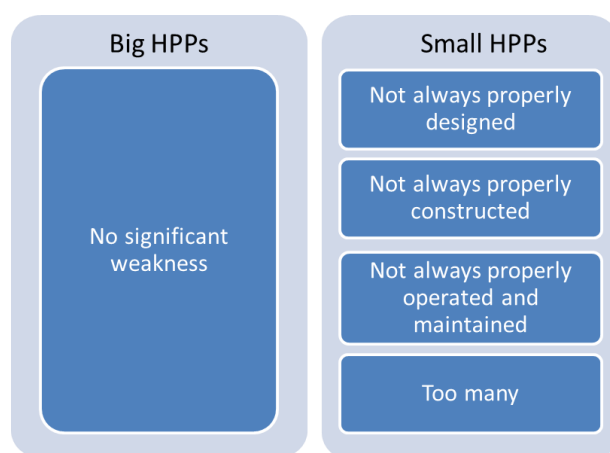 Big HPPs
No significant
weakness
Small HPPs
Not always properly
designed
Not always properly
constructed
Not always properly
operated and
maintained
Too many